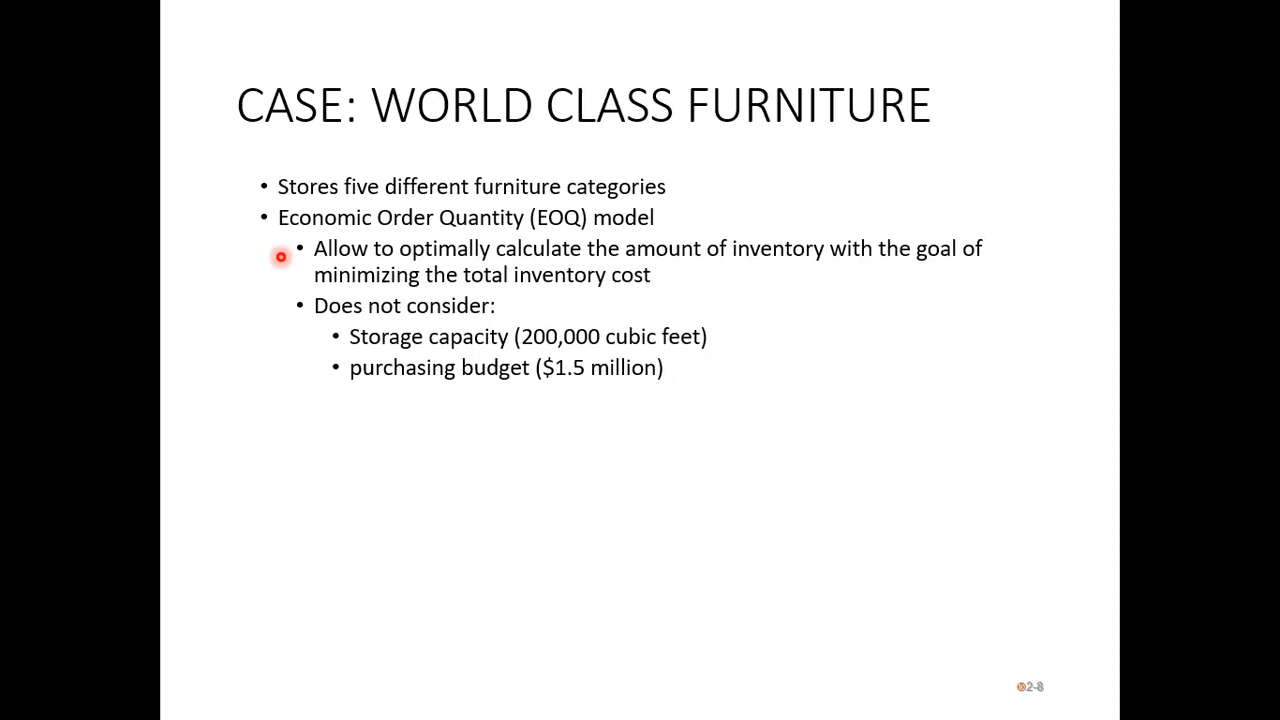 CASE: WORLD CLASS FURNITURE
• Stores five different furniture categories
• Economic Order Quantity (EOQ) model
• Allow to optimally calculate the amount of inventory with the goal of
minimizing the total inventory cost
• Does not consider:
• Storage capacity (200,000 cubic feet)
• purchasing budget ($1.5 million)
2-8